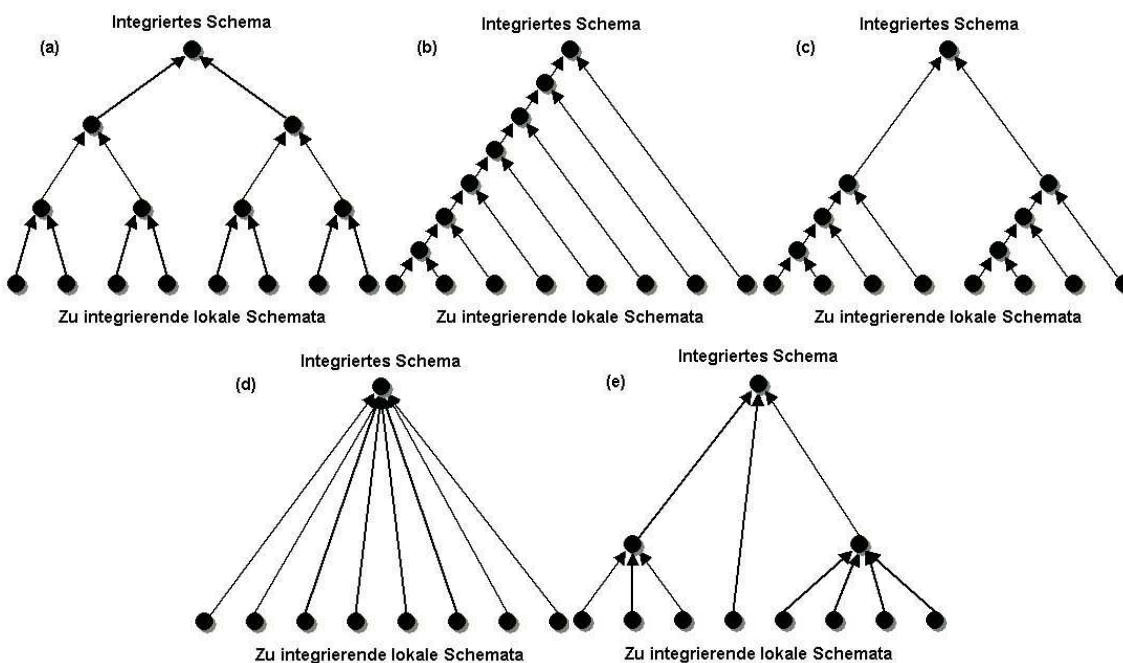 Integriertes Schema
(a)
Zu integrierende lokale Schemata
Integriertes Schema
(b)
Zu integrierende lokale Schemata
Integriertes Schema
(c)
Zu integrierende lokale Schemata
Integriertes Schema
(d)
Zu integrierende lokale Schemata
Integriertes Schema
(e)
Zu integrierende lokale Schemata